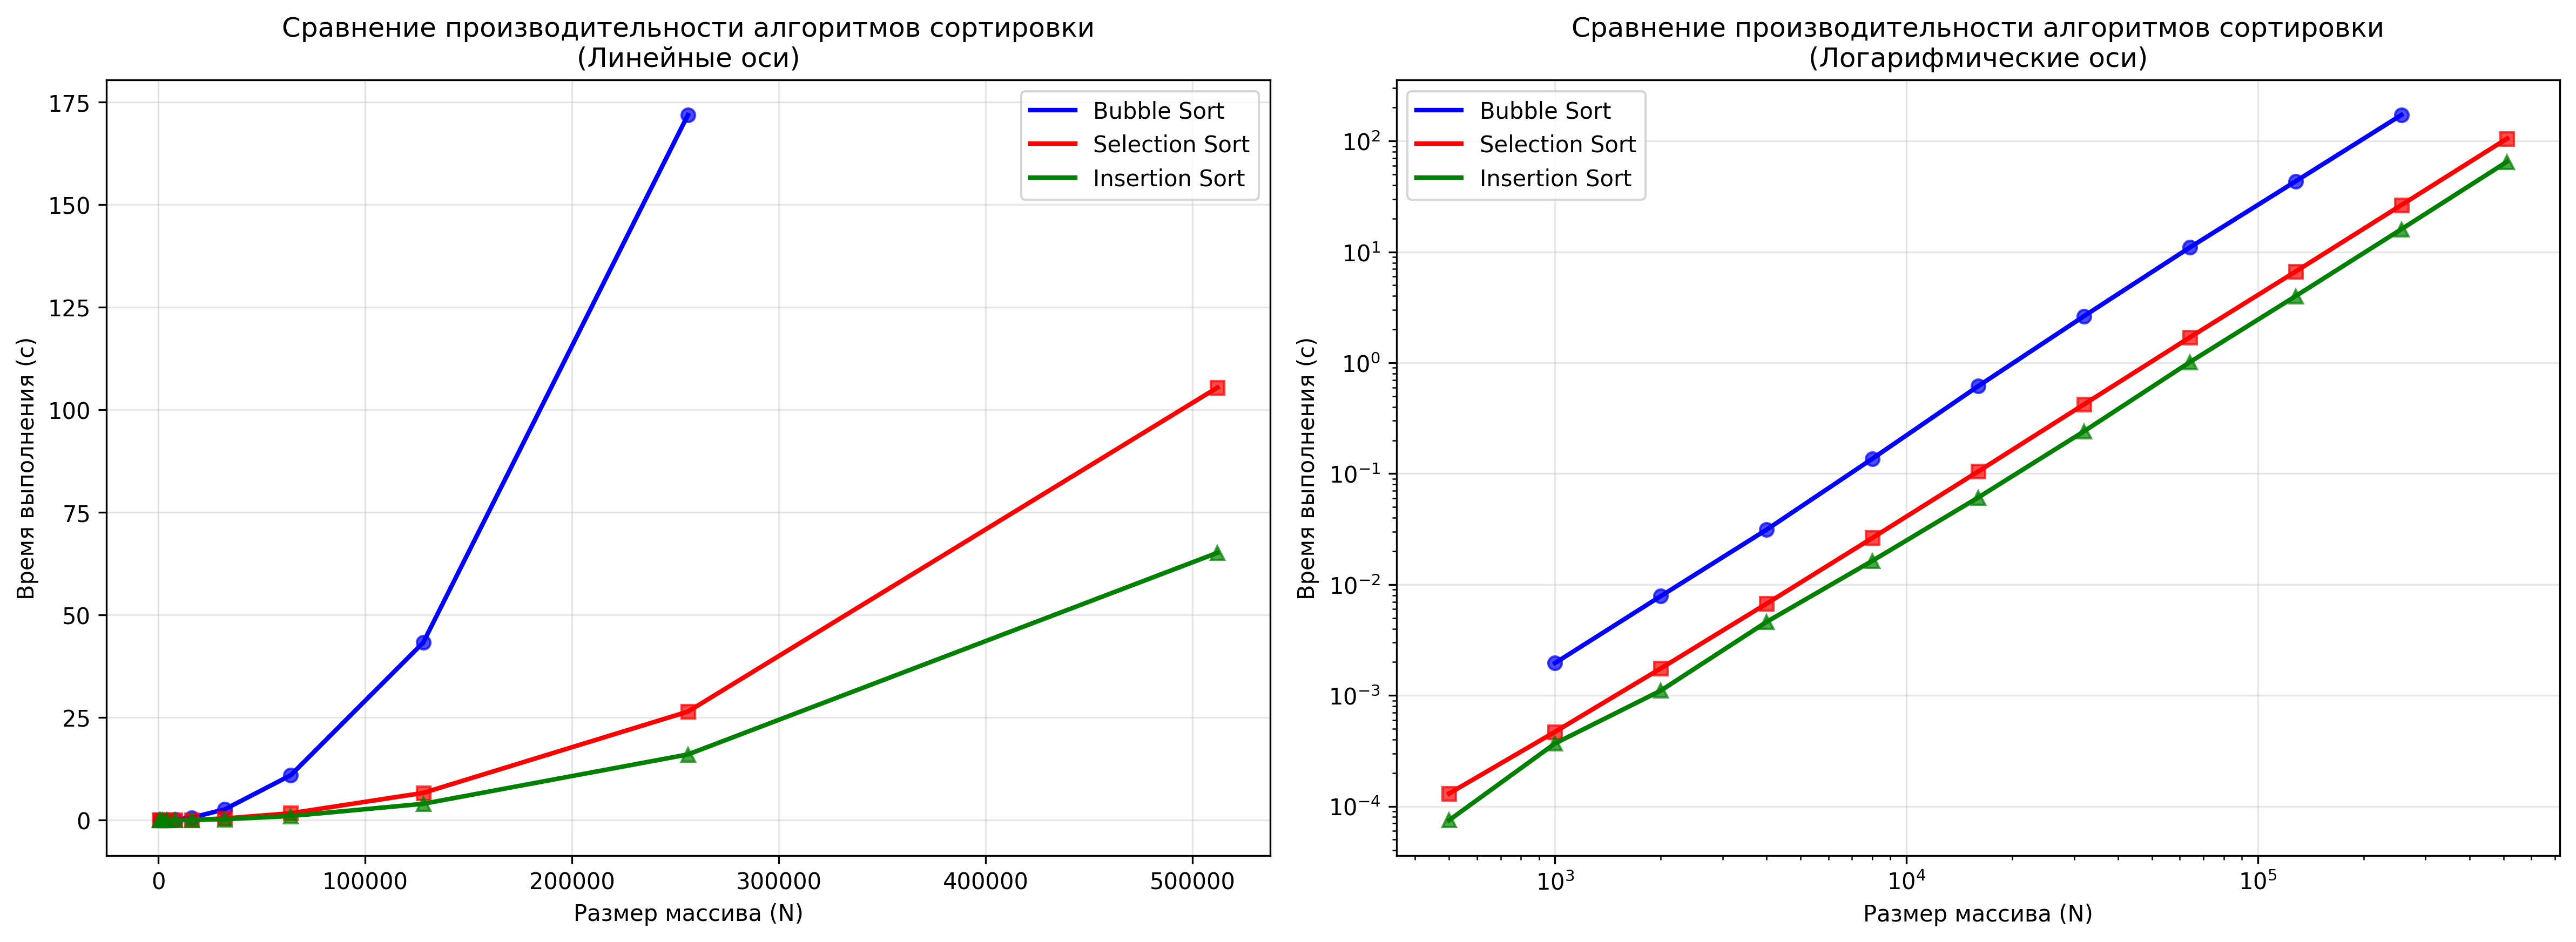 Сравнение производительности алгоритмов сортировки
(Линейные оси)
Bubble Sort
Selection Sort
Insertion Sort
Время выполнения (с)
175
150
125
100
75
50
25
0
0 100000 200000 300000 400000 500000
Размер массива (N)
Сравнение производительности алгоритмов сортировки
(Логарифмические оси)
Bubble Sort
Selection Sort
Insertion Sort
Время выполнения (с)
10²
10¹
10⁰
10⁻¹
10⁻²
10⁻³
10⁻⁴
10³ 10⁴ 10⁵
Размер массива (N)